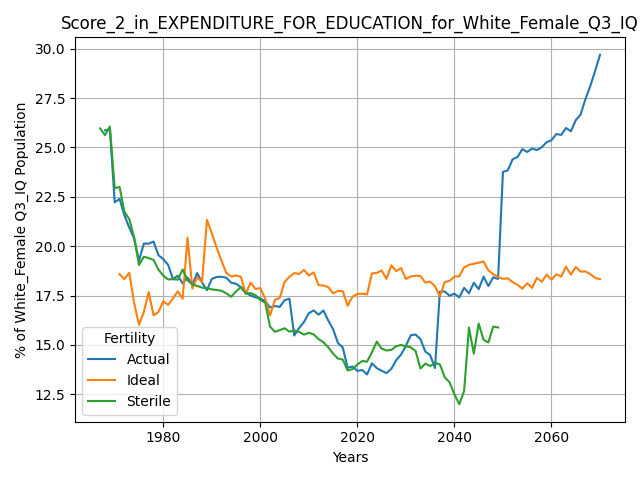 Score_2_in_EXPENDITURE_FOR_EDUCATION_for_White_Female_Q3_IQ
30.0
27.5
25.0
22.5
20.0
17.5
15.0
12.5
% of White_Female Q3_IQ Population
Fertility
Actual
Ideal
Sterile
1980
2000
2020
2040
2060
Years